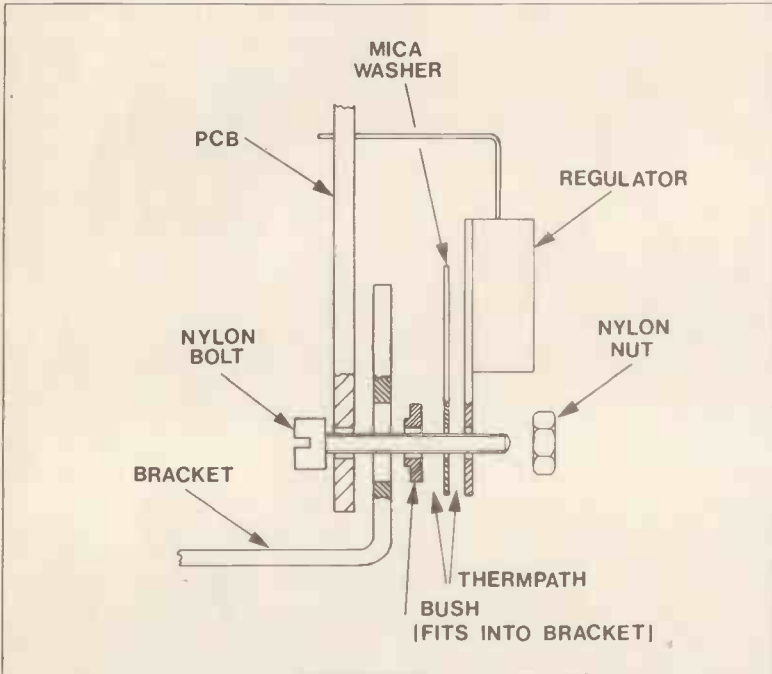 MICA
WASHER
PCB
REGULATOR
NYLON
BOLT
NYLON
NUT
BRACKET
THERMPATH
BUSH
[FITS INTO BRACKET]